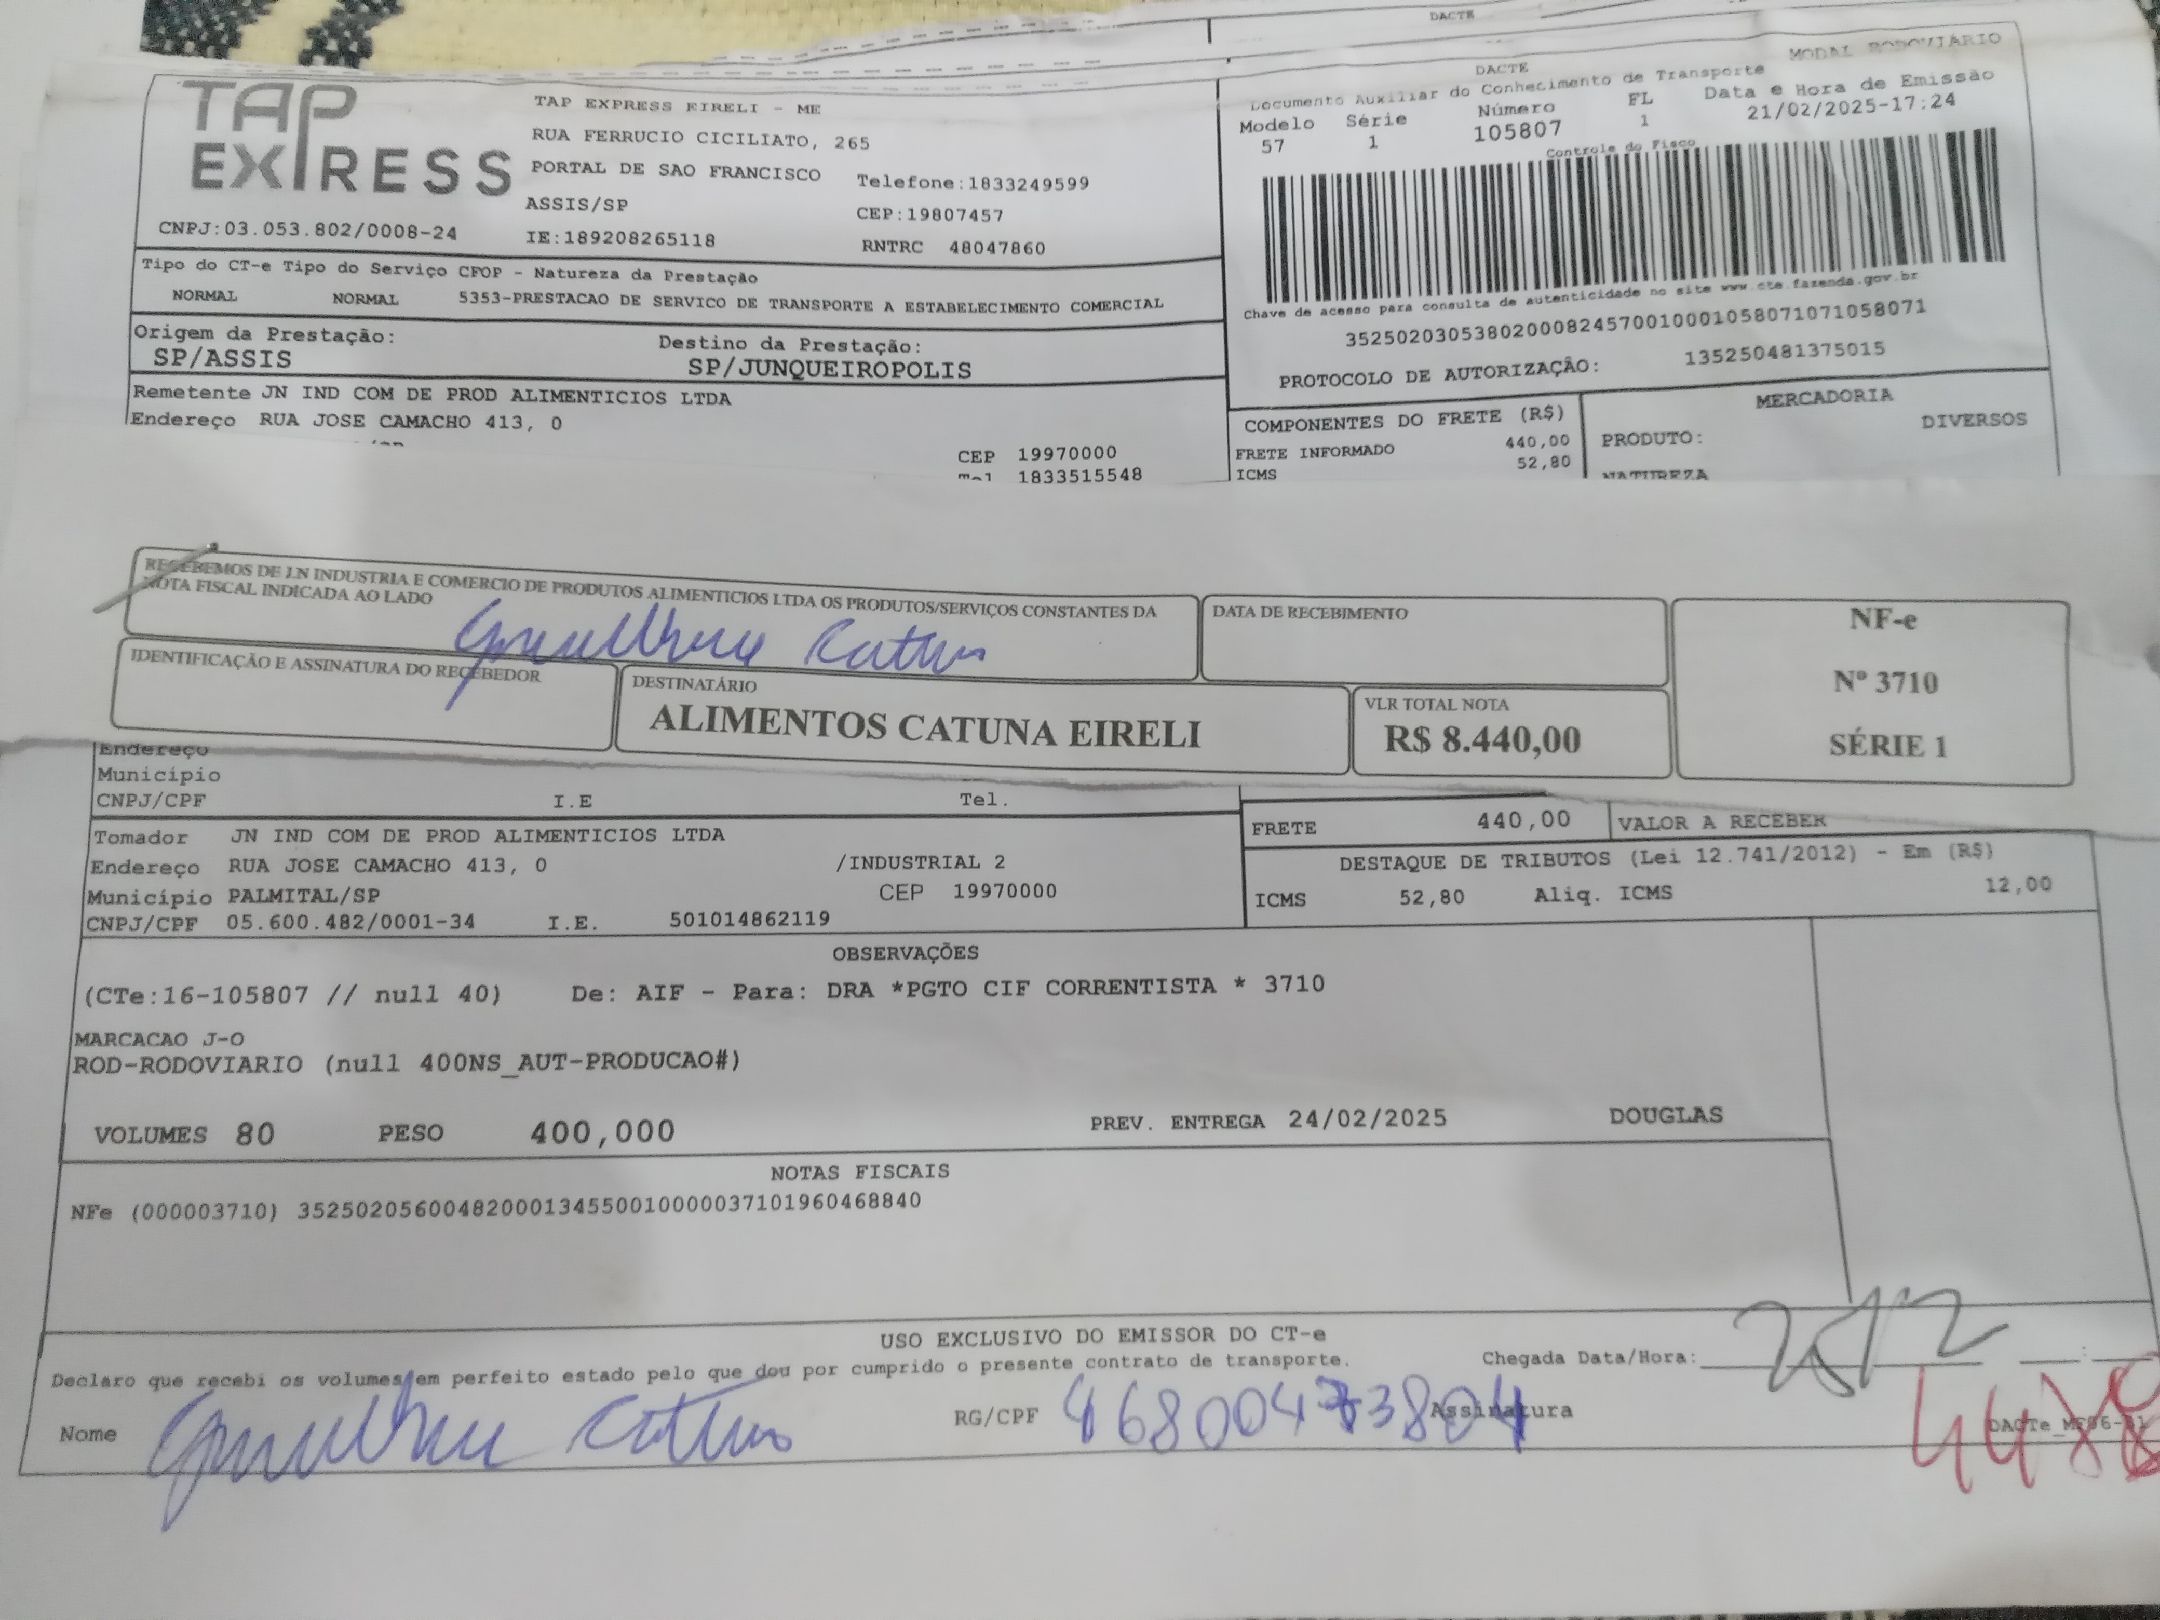 DACTE
TAP EXPRESS
TAP EXPRESS EIRELI - ME
RUA FERRUCIO CICILIATO, 265
PORTAL DE SAO FRANCISCO Telefone:1833249599
ASSIS/SP CEP:19807457
CNPJ:03.053.802/0008-24 IE:189208265118 RNTRC 48047860
DACTE MODAL RODOVIÁRIO
Documento Auxiliar do Conhecimento de Transporte
Modelo Série Número FL Data e Hora de Emissão
57 1 105807 1 21/02/2025-17:24
Controle do Fisco
Chave de acesso para consulta de autenticidade no site www.cte.fazenda.gov.br
35250203053802000824570010001058071071058071
PROTOCOLO DE AUTORIZAÇÃO: 135250481375015
Tipo do CT-e Tipo do Serviço CFOP - Natureza da Prestação
NORMAL NORMAL 5353-PRESTACAO DE SERVICO DE TRANSPORTE A ESTABELECIMENTO COMERCIAL
Origem da Prestação: Destino da Prestação:
SP/ASSIS SP/JUNQUEIROPOLIS
Remetente JN IND COM DE PROD ALIMENTICIOS LTDA
Endereço RUA JOSE CAMACHO 413, 0
CEP 19970000
1833515548
COMPONENTES DO FRETE (R$)
FRETE INFORMADO 440,00
ICMS 52,80
MERCADORIA
PRODUTO: DIVERSOS
NATUREZA
RECEBEMOS DE J.N INDUSTRIA E COMERCIO DE PRODUTOS ALIMENTICIOS LTDA OS PRODUTOS/SERVIÇOS CONSTANTES DA
NOTA FISCAL INDICADA AO LADO
DATA DE RECEBIMENTO
IDENTIFICAÇÃO E ASSINATURA DO RECEBEDOR
DESTINATÁRIO
ALIMENTOS CATUNA EIRELI
VLR TOTAL NOTA
R$ 8.440,00
NF-e
Nº 3710
SÉRIE 1
Endereço
Município
CNPJ/CPF I.E Tel.
Tomador JN IND COM DE PROD ALIMENTICIOS LTDA
Endereço RUA JOSE CAMACHO 413, 0 /INDUSTRIAL 2
Município PALMITAL/SP CEP 19970000
CNPJ/CPF 05.600.482/0001-34 I.E. 501014862119
FRETE 440,00 VALOR A RECEBER
DESTAQUE DE TRIBUTOS (Lei 12.741/2012) - Em (R$)
ICMS 52,80 Aliq. ICMS 12,00
OBSERVAÇÕES
(CTe:16-105807 // null 40) De: AIF - Para: DRA *PGTO CIF CORRENTISTA * 3710
MARCACAO J-O
ROD-RODOVIARIO (null 400NS_AUT-PRODUCAO#)
VOLUMES 80 PESO 400,000 PREV. ENTREGA 24/02/2025 DOUGLAS
NOTAS FISCAIS
NFe (000003710) 35250205600482000134550010000037101960468840
USO EXCLUSIVO DO EMISSOR DO CT-e
Declaro que recebi os volumes em perfeito estado pelo que dou por cumprido o presente contrato de transporte. Chegada Data/Hora:
Nome RG/CPF Assinatura